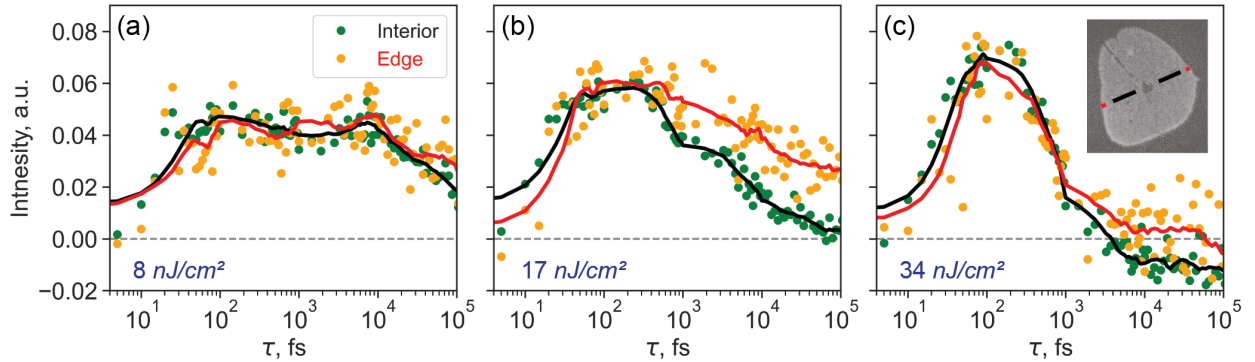 (a)
(b)
(c)
Interior
Edge
Intnesity, a.u.
0.08
0.06
0.04
0.02
0.00
−0.02
8 nJ/cm²
17 nJ/cm²
34 nJ/cm²
10¹ 10² 10³ 10⁴ 10⁵
10¹ 10² 10³ 10⁴ 10⁵
10¹ 10² 10³ 10⁴ 10⁵
τ, fs
τ, fs
τ, fs